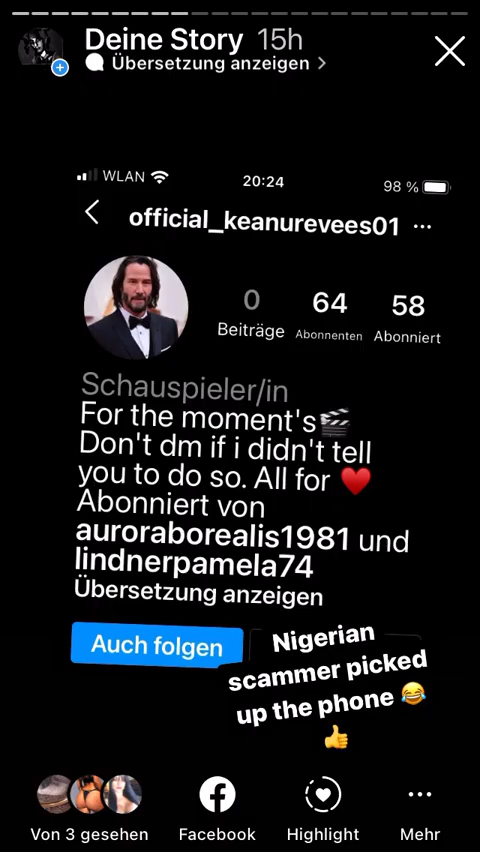 Deine Story 15h
Übersetzung anzeigen >
WLAN 20:24 98 %
official_keanurevees01 ...
0 64 58
Beiträge Abonnenten Abonniert
Schauspieler/in
For the moment's🎬
Don't dm if i didn't tell
you to do so. All for ❤️
Abonniert von
auroraborealis1981 und
lindnerpamela74
Übersetzung anzeigen
Auch folgen
Nigerian
scammer picked
up the phone 😂
👍
Von 3 gesehen Facebook Highlight Mehr